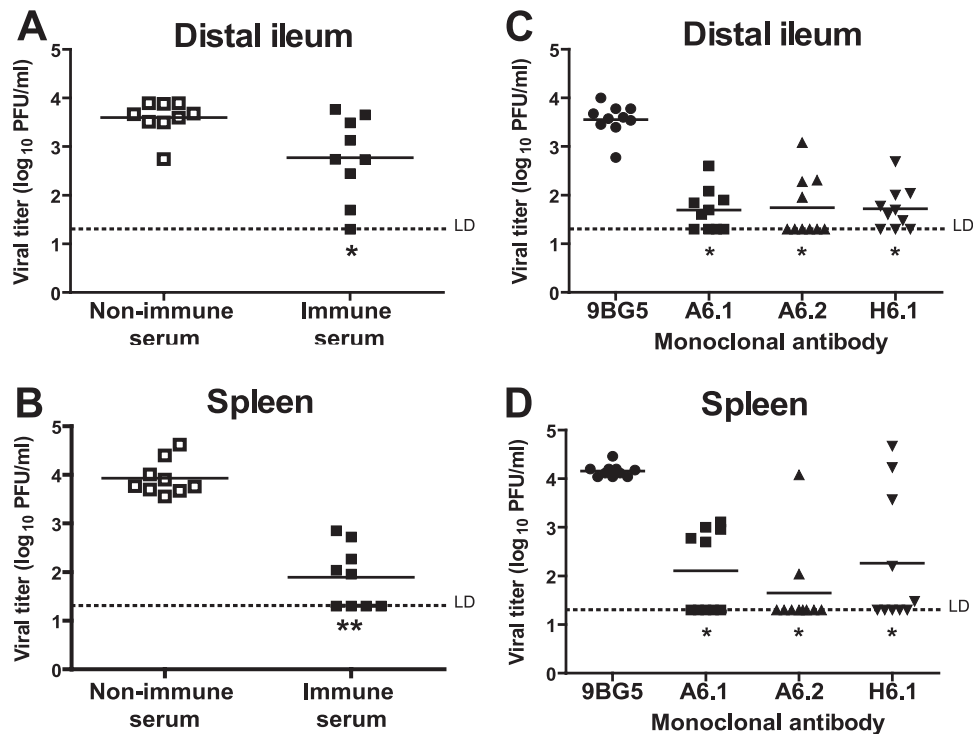 A
Distal ileum
Viral titer (log10 PFU/ml)
5
4
3
2
1
0
LD
*
Non-immune
serum
Immune
serum
B
Spleen
Viral titer (log10 PFU/ml)
5
4
3
2
1
0
LD
**
Non-immune
serum
Immune
serum
C
Distal ileum
Viral titer (log10 PFU/ml)
5
4
3
2
1
0
LD
* * *
9BG5 A6.1 A6.2 H6.1
Monoclonal antibody
D
Spleen
Viral titer (log10 PFU/ml)
5
4
3
2
1
0
LD
* * *
9BG5 A6.1 A6.2 H6.1
Monoclonal antibody